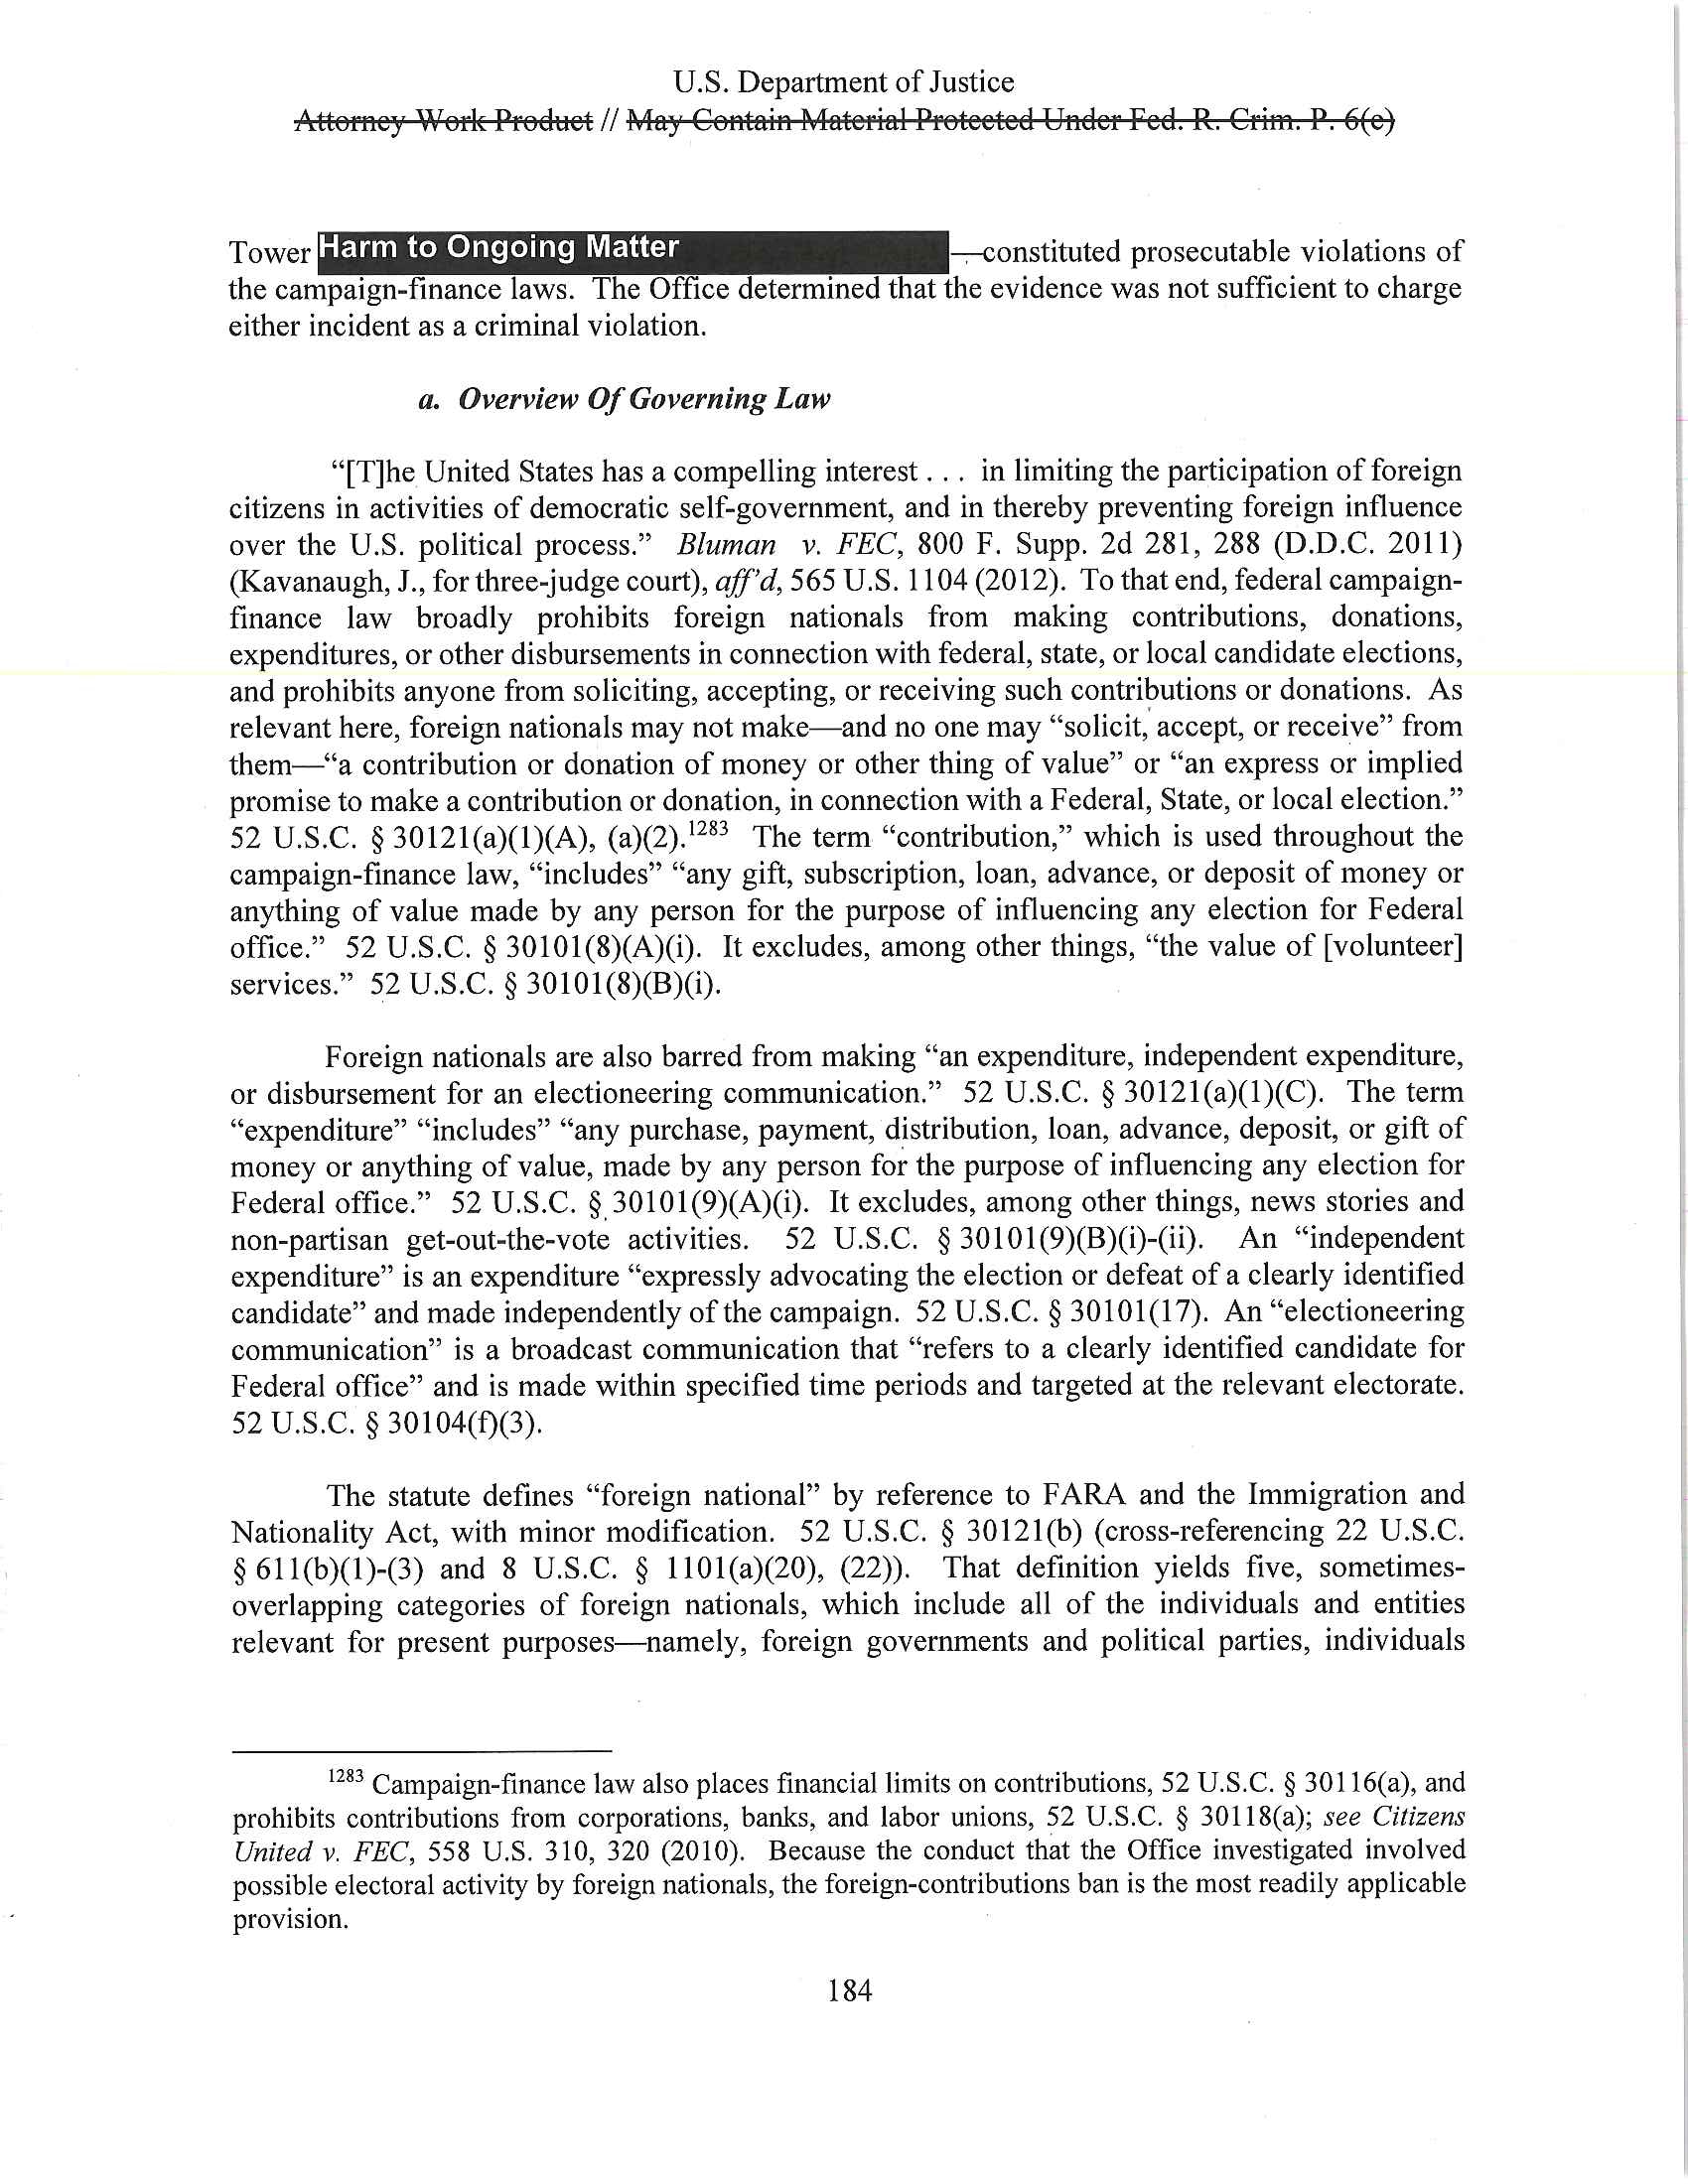 U.S. Department of Justice
Attorney Work Product // May Contain Material Protected Under Fed. R. Crim. P. 6(e)
Tower Harm to Ongoing Matter —constituted prosecutable violations of
the campaign-finance laws. The Office determined that the evidence was not sufficient to charge
either incident as a criminal violation.
a. Overview Of Governing Law
“[T]he United States has a compelling interest . . . in limiting the participation of foreign
citizens in activities of democratic self-government, and in thereby preventing foreign influence
over the U.S. political process.” Bluman v. FEC, 800 F. Supp. 2d 281, 288 (D.D.C. 2011)
(Kavanaugh, J., for three-judge court), aff’d, 565 U.S. 1104 (2012). To that end, federal campaign-
finance law broadly prohibits foreign nationals from making contributions, donations,
expenditures, or other disbursements in connection with federal, state, or local candidate elections,
and prohibits anyone from soliciting, accepting, or receiving such contributions or donations. As
relevant here, foreign nationals may not make—and no one may “solicit, accept, or receive” from
them—“a contribution or donation of money or other thing of value” or “an express or implied
promise to make a contribution or donation, in connection with a Federal, State, or local election.”
52 U.S.C. § 30121(a)(1)(A), (a)(2).1283 The term “contribution,” which is used throughout the
campaign-finance law, “includes” “any gift, subscription, loan, advance, or deposit of money or
anything of value made by any person for the purpose of influencing any election for Federal
office.” 52 U.S.C. § 30101(8)(A)(i). It excludes, among other things, “the value of [volunteer]
services.” 52 U.S.C. § 30101(8)(B)(i).
Foreign nationals are also barred from making “an expenditure, independent expenditure,
or disbursement for an electioneering communication.” 52 U.S.C. § 30121(a)(1)(C). The term
“expenditure” “includes” “any purchase, payment, distribution, loan, advance, deposit, or gift of
money or anything of value, made by any person for the purpose of influencing any election for
Federal office.” 52 U.S.C. § 30101(9)(A)(i). It excludes, among other things, news stories and
non-partisan get-out-the-vote activities. 52 U.S.C. § 30101(9)(B)(i)-(ii). An “independent
expenditure” is an expenditure “expressly advocating the election or defeat of a clearly identified
candidate” and made independently of the campaign. 52 U.S.C. § 30101(17). An “electioneering
communication” is a broadcast communication that “refers to a clearly identified candidate for
Federal office” and is made within specified time periods and targeted at the relevant electorate.
52 U.S.C. § 30104(f)(3).
The statute defines “foreign national” by reference to FARA and the Immigration and
Nationality Act, with minor modification. 52 U.S.C. § 30121(b) (cross-referencing 22 U.S.C.
§ 611(b)(1)-(3) and 8 U.S.C. § 1101(a)(20), (22)). That definition yields five, sometimes-
overlapping categories of foreign nationals, which include all of the individuals and entities
relevant for present purposes—namely, foreign governments and political parties, individuals
1283 Campaign-finance law also places financial limits on contributions, 52 U.S.C. § 30116(a), and
prohibits contributions from corporations, banks, and labor unions, 52 U.S.C. § 30118(a); see Citizens
United v. FEC, 558 U.S. 310, 320 (2010). Because the conduct that the Office investigated involved
possible electoral activity by foreign nationals, the foreign-contributions ban is the most readily applicable
provision.
184